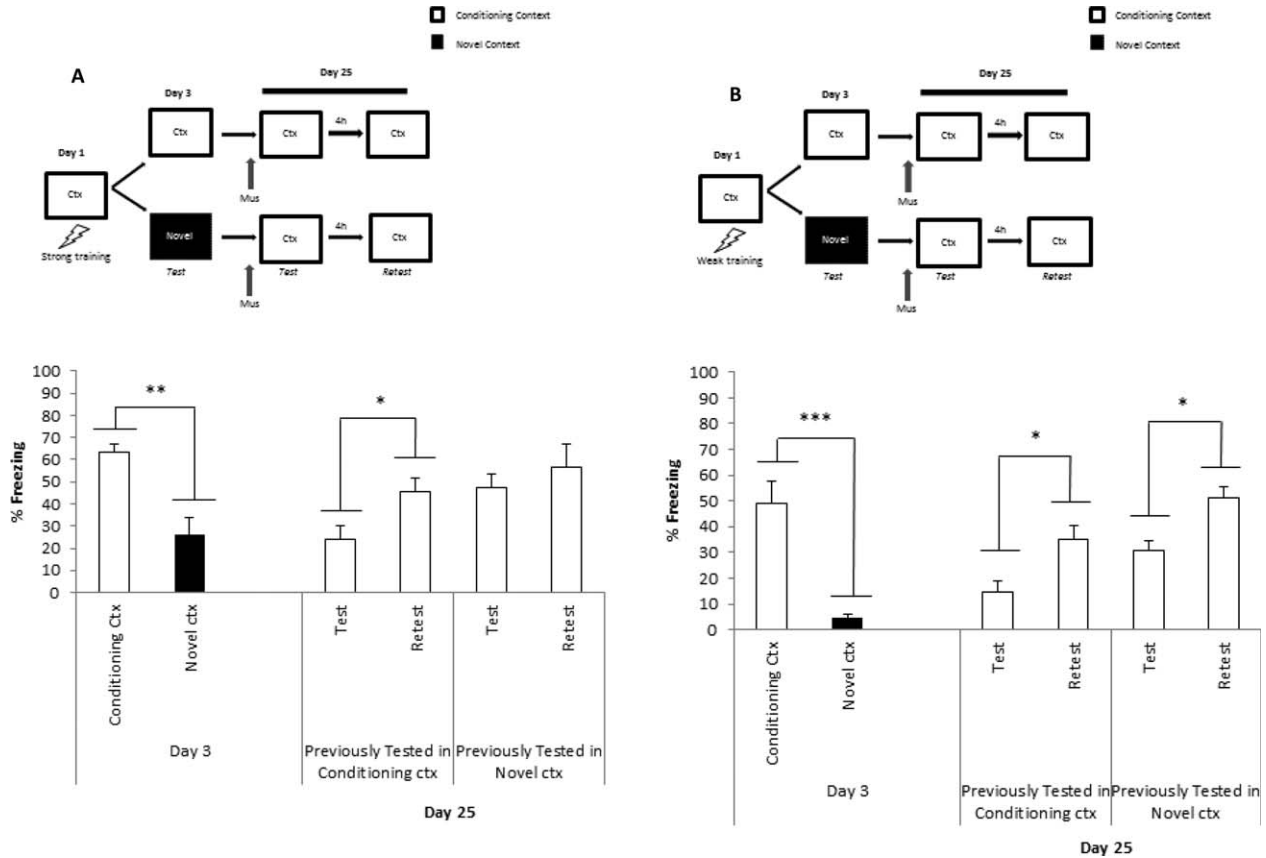 Conditioning Context
Novel Context
A
Day 25
Day 3
Day 1
Ctx
Ctx
Ctx
4h
Ctx
Mus
Strong training
Novel
Ctx
4h
Ctx
Test
Test
Retest
Mus
% Freezing
100
90
80
70
60
50
40
30
20
10
0
**
*
Conditioning Ctx
Novel ctx
Test
Retest
Test
Retest
Day 3
Previously Tested in
Conditioning ctx
Previously Tested in
Novel ctx
Day 25
Conditioning Context
Novel Context
B
Day 25
Day 3
Day 1
Ctx
Ctx
Ctx
4h
Ctx
Mus
Weak training
Novel
Ctx
4h
Ctx
Test
Test
Retest
Mus
% Freezing
100
90
80
70
60
50
40
30
20
10
0
***
*
*
Conditioning Ctx
Novel ctx
Test
Retest
Test
Retest
Day 3
Previously Tested in
Conditioning ctx
Previously Tested in
Novel ctx
Day 25